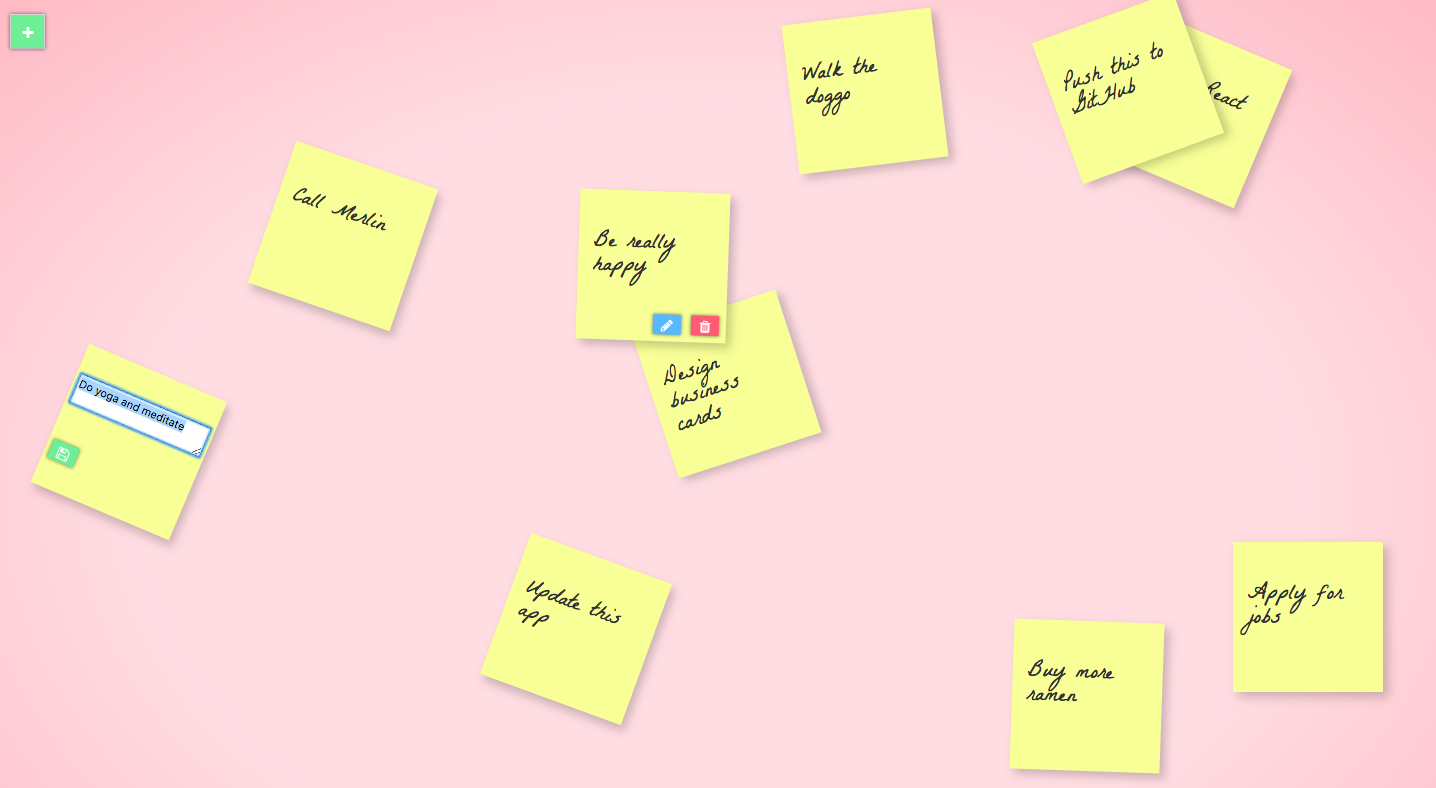 Walk the
doggo
Push this to
GitHub
React
Call Merlin
Be really
happy
Design
business
cards
Do yoga and meditate
Update this
app
Apply for
jobs
Buy more
ramen